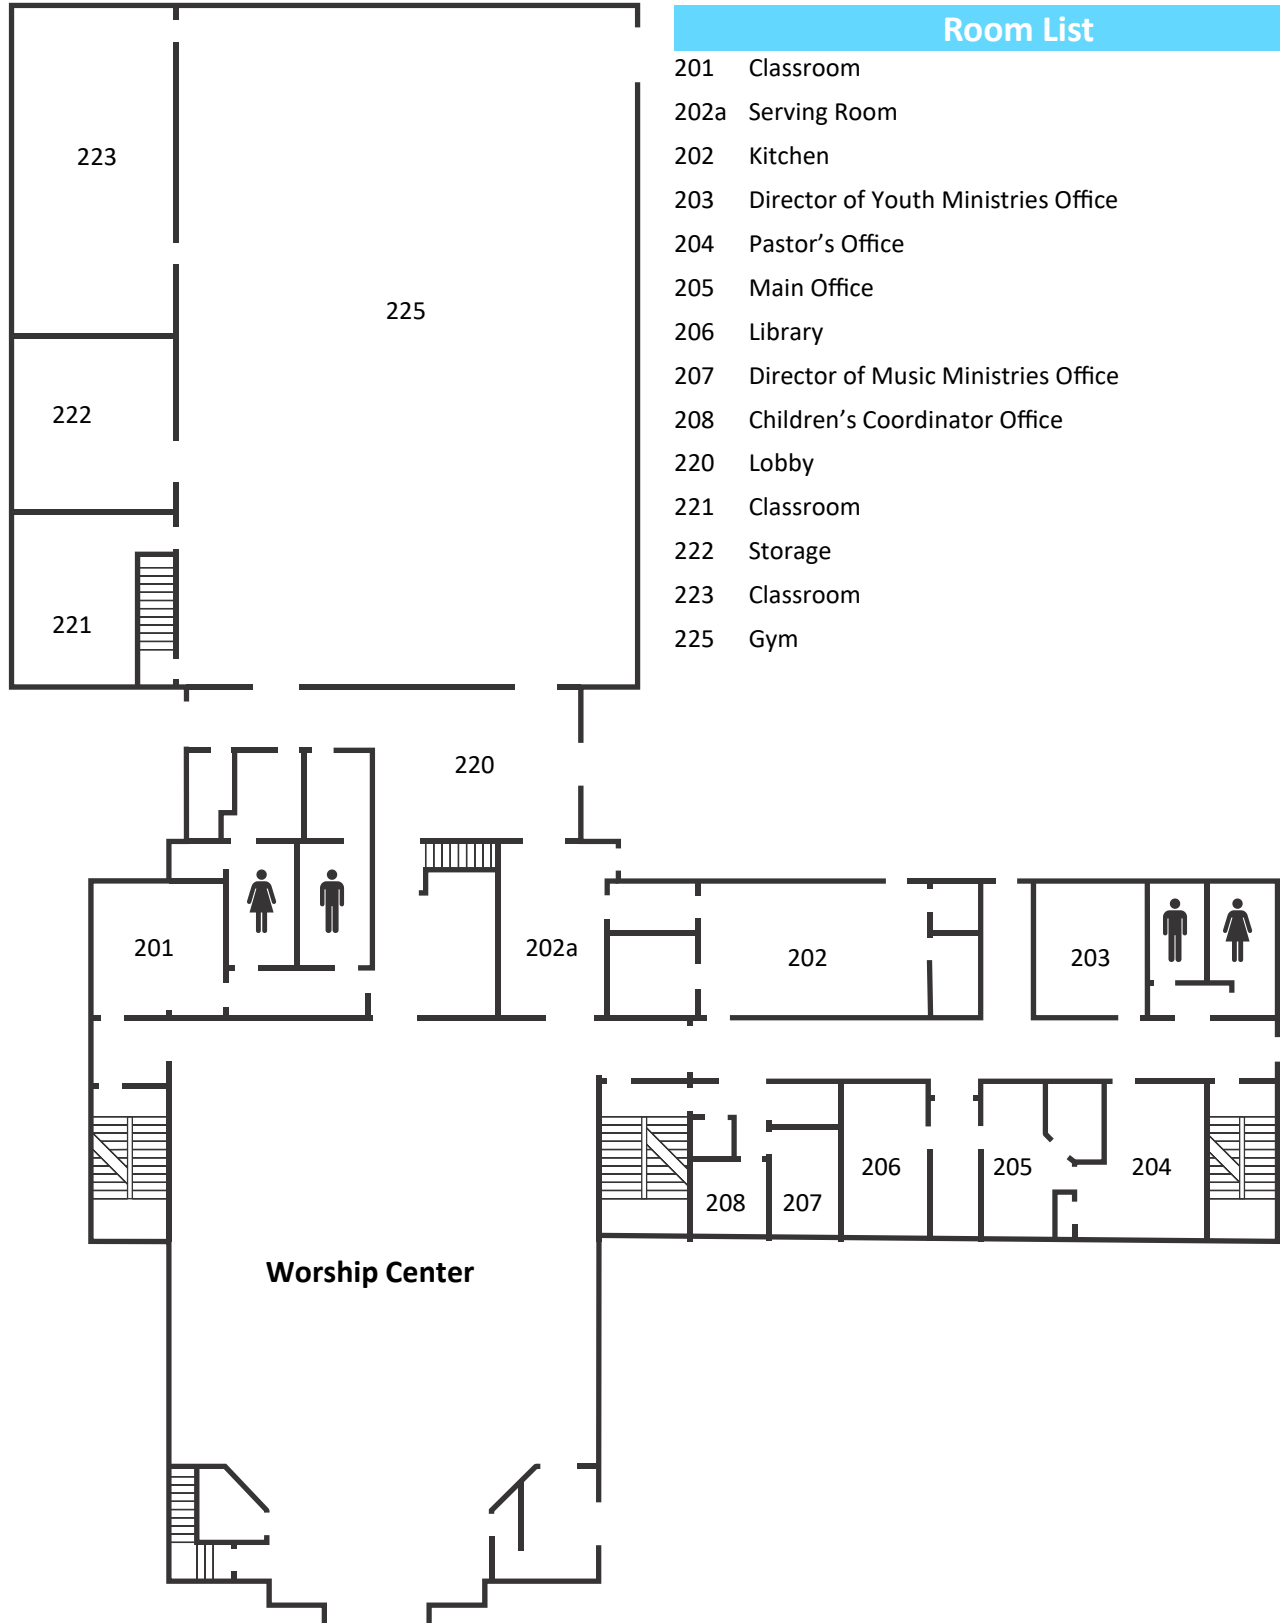 Room List
201 Classroom
202a Serving Room
202 Kitchen
203 Director of Youth Ministries Office
204 Pastor’s Office
205 Main Office
206 Library
207 Director of Music Ministries Office
208 Children’s Coordinator Office
220 Lobby
221 Classroom
222 Storage
223 Classroom
225 Gym
223
225
222
221
220
201
202a
202
203
206
205
204
208
207
Worship Center